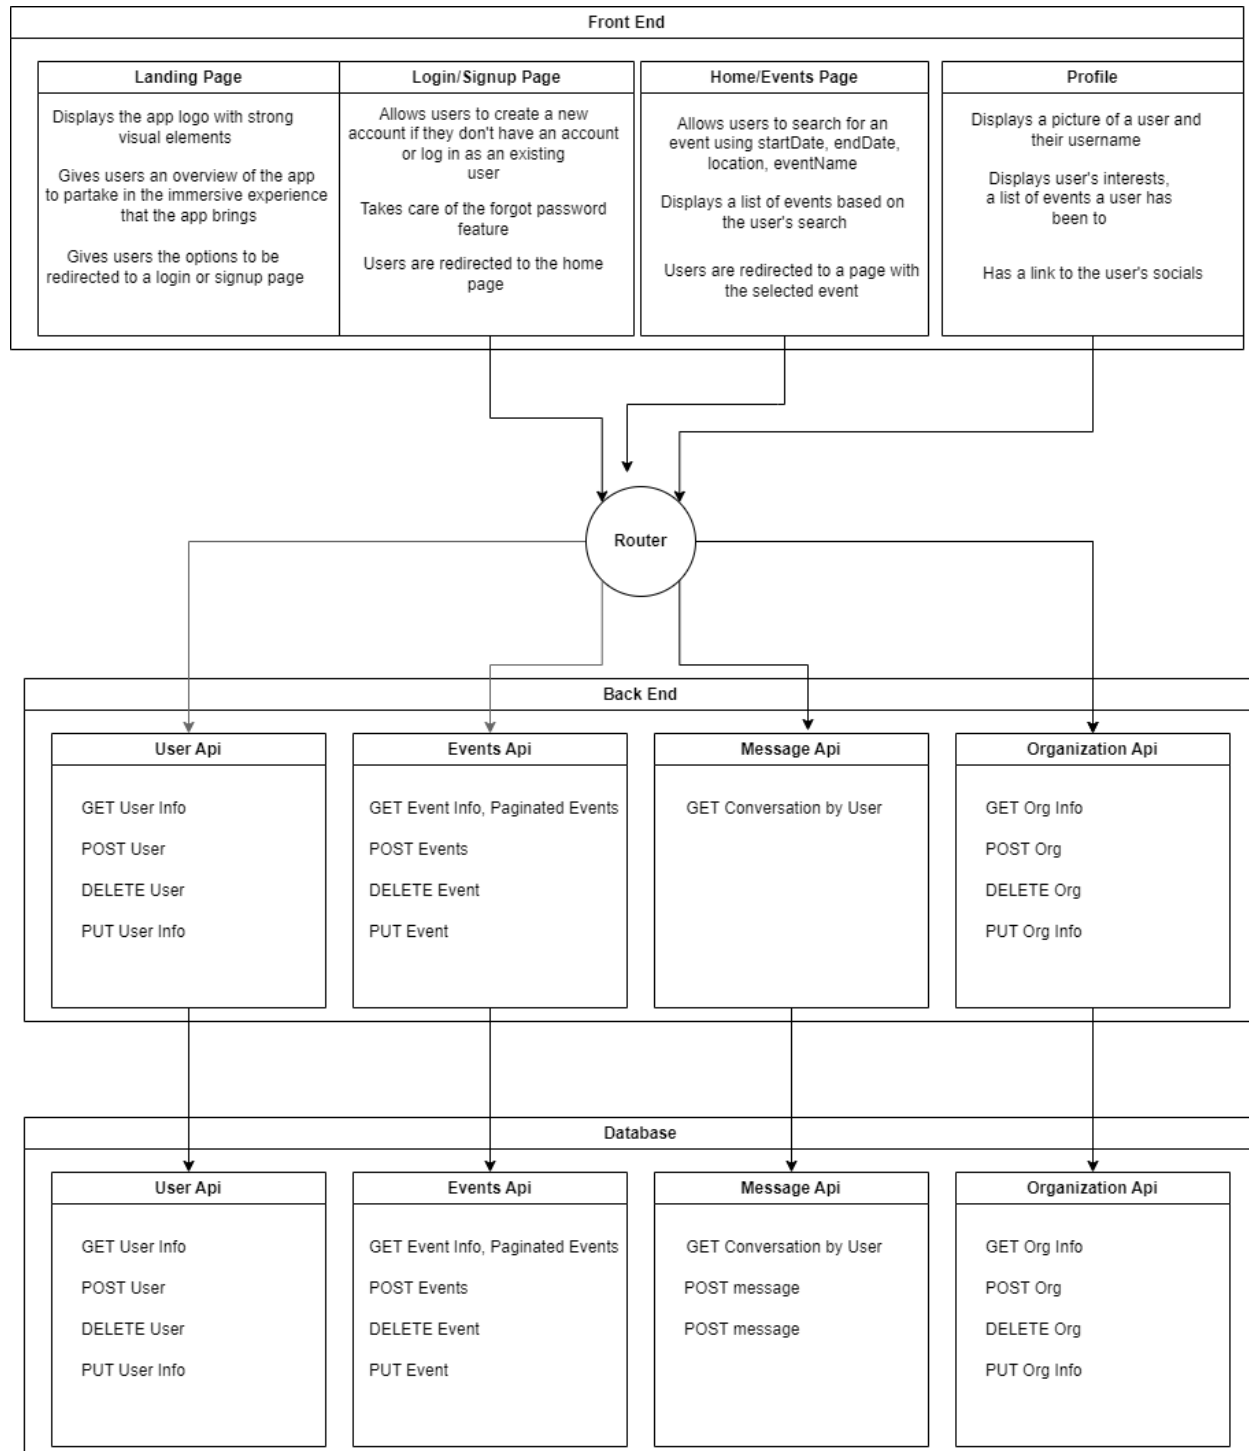 Front End
Landing Page
Displays the app logo with strong
visual elements
Gives users an overview of the app
to partake in the immersive experience
that the app brings
Gives users the options to be
redirected to a login or signup page
Login/Signup Page
Allows users to create a new
account if they don't have an account
or log in as an existing
user
Takes care of the forgot password
feature
Users are redirected to the home
page
Home/Events Page
Allows users to search for an
event using startDate, endDate,
location, eventName
Displays a list of events based on
the user's search
Users are redirected to a page with
the selected event
Profile
Displays a picture of a user and
their username
Displays user's interests,
a list of events a user has
been to
Has a link to the user's socials
Router
Back End
User Api
GET User Info
POST User
DELETE User
PUT User Info
Events Api
GET Event Info, Paginated Events
POST Events
DELETE Event
PUT Event
Message Api
GET Conversation by User
Organization Api
GET Org Info
POST Org
DELETE Org
PUT Org Info
Database
User Api
GET User Info
POST User
DELETE User
PUT User Info
Events Api
GET Event Info, Paginated Events
POST Events
DELETE Event
PUT Event
Message Api
GET Conversation by User
POST message
POST message
Organization Api
GET Org Info
POST Org
DELETE Org
PUT Org Info